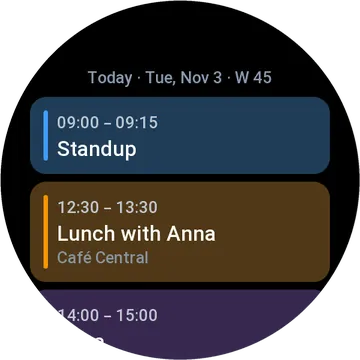 Today · Tue, Nov 3 · W 45
09:00 – 09:15
Standup
12:30 – 13:30
Lunch with Anna
Café Central
14:00 – 15:00